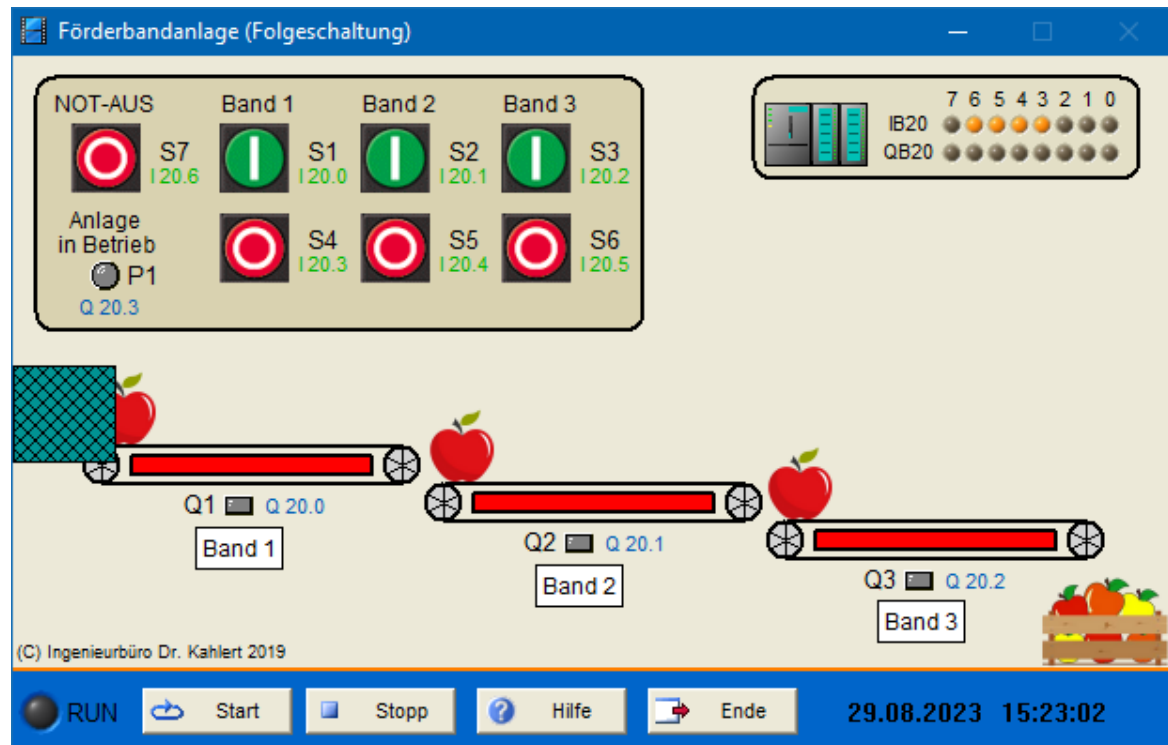 Förderbandanlage (Folgeschaltung)
NOT-AUS Band 1 Band 2 Band 3
S7 S1 S2 S3
I 20.6 I 20.0 I 20.1 I 20.2
Anlage
in Betrieb
P1
Q 20.3
S4 S5 S6
I 20.3 I 20.4 I 20.5
7 6 5 4 3 2 1 0
IB20
QB20
Q1 Q 20.0
Band 1
Q2 Q 20.1
Band 2
Q3 Q 20.2
Band 3
(C) Ingenieurbüro Dr. Kahlert 2019
RUN Start Stopp Hilfe Ende 29.08.2023 15:23:02